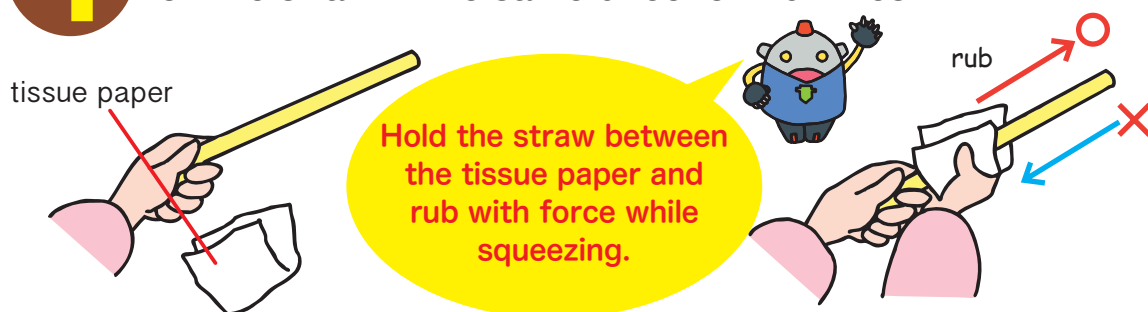 tissue paper
Hold the straw between
the tissue paper and
rub with force while
squeezing.
rub